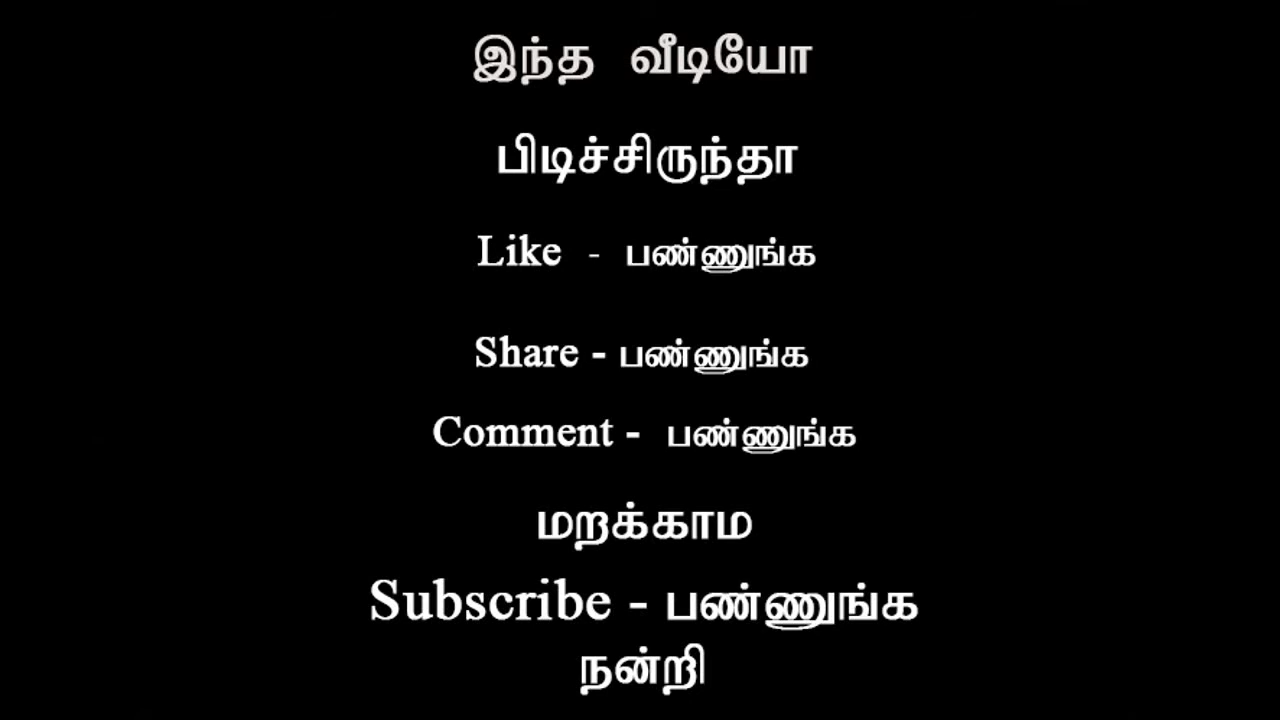 இந்த வீடியோ
பிடிச்சிருந்தா
Like - பண்ணுங்க
Share - பண்ணுங்க
Comment - பண்ணுங்க
மறக்காம
Subscribe - பண்ணுங்க
நன்றி